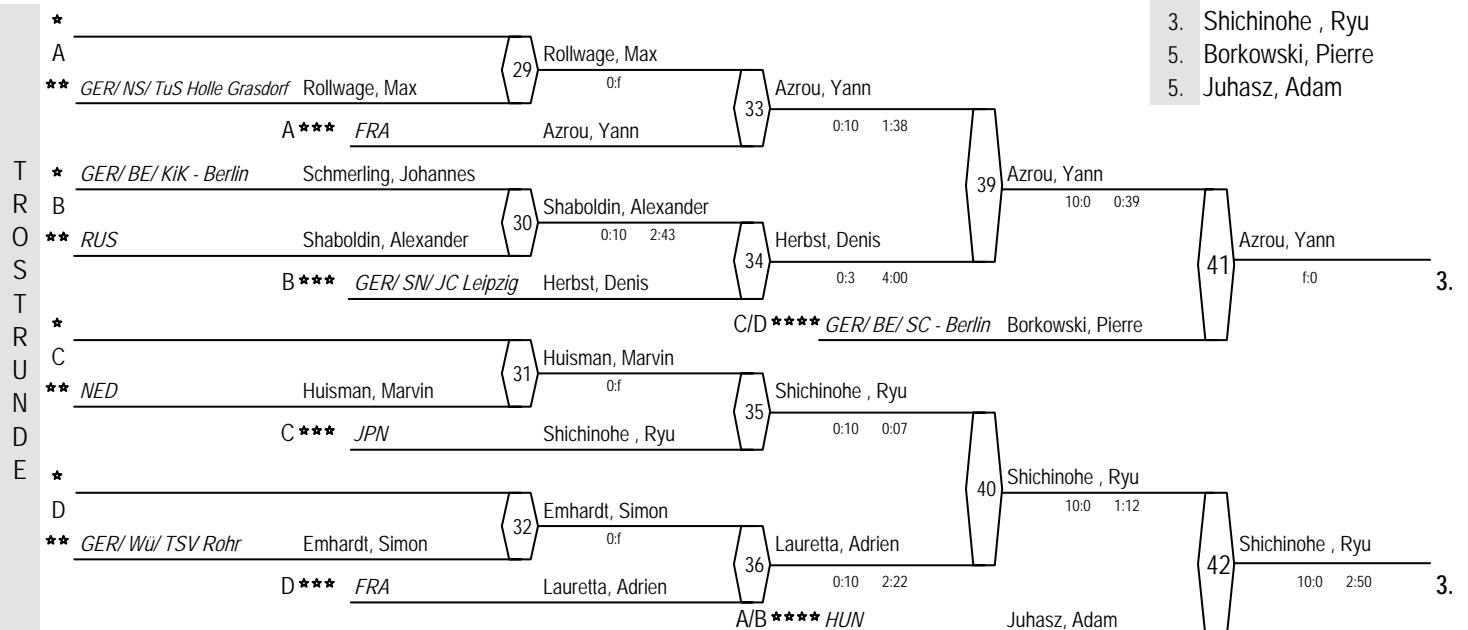 3. Shichinohe , Ryu
5. Borkowski, Pierre
5. Juhasz, Adam
TROSTRUNDE
*
A
** GER/ NS/ TuS Holle Grasdorf Rollwage, Max
29
Rollwage, Max
0:f
A *** FRA Azrou, Yann
33
Azrou, Yann
0:10 1:38
* GER/ BE/ KiK - Berlin Schmerling, Johannes
B
** RUS Shaboldin, Alexander
30
Shaboldin, Alexander
0:10 2:43
B *** GER/ SN/ JC Leipzig Herbst, Denis
34
Herbst, Denis
0:3 4:00
39
Azrou, Yann
10:0 0:39
C/D **** GER/ BE/ SC - Berlin Borkowski, Pierre
41
Azrou, Yann
f:0
3.
*
C
** NED Huisman, Marvin
31
Huisman, Marvin
0:f
C *** JPN Shichinohe , Ryu
35
Shichinohe , Ryu
0:10 0:07
*
D
** GER/ Wü/ TSV Rohr Emhardt, Simon
32
Emhardt, Simon
0:f
D *** FRA Lauretta, Adrien
36
Lauretta, Adrien
0:10 2:22
40
Shichinohe , Ryu
10:0 1:12
A/B **** HUN Juhasz, Adam
42
Shichinohe , Ryu
10:0 2:50
3.